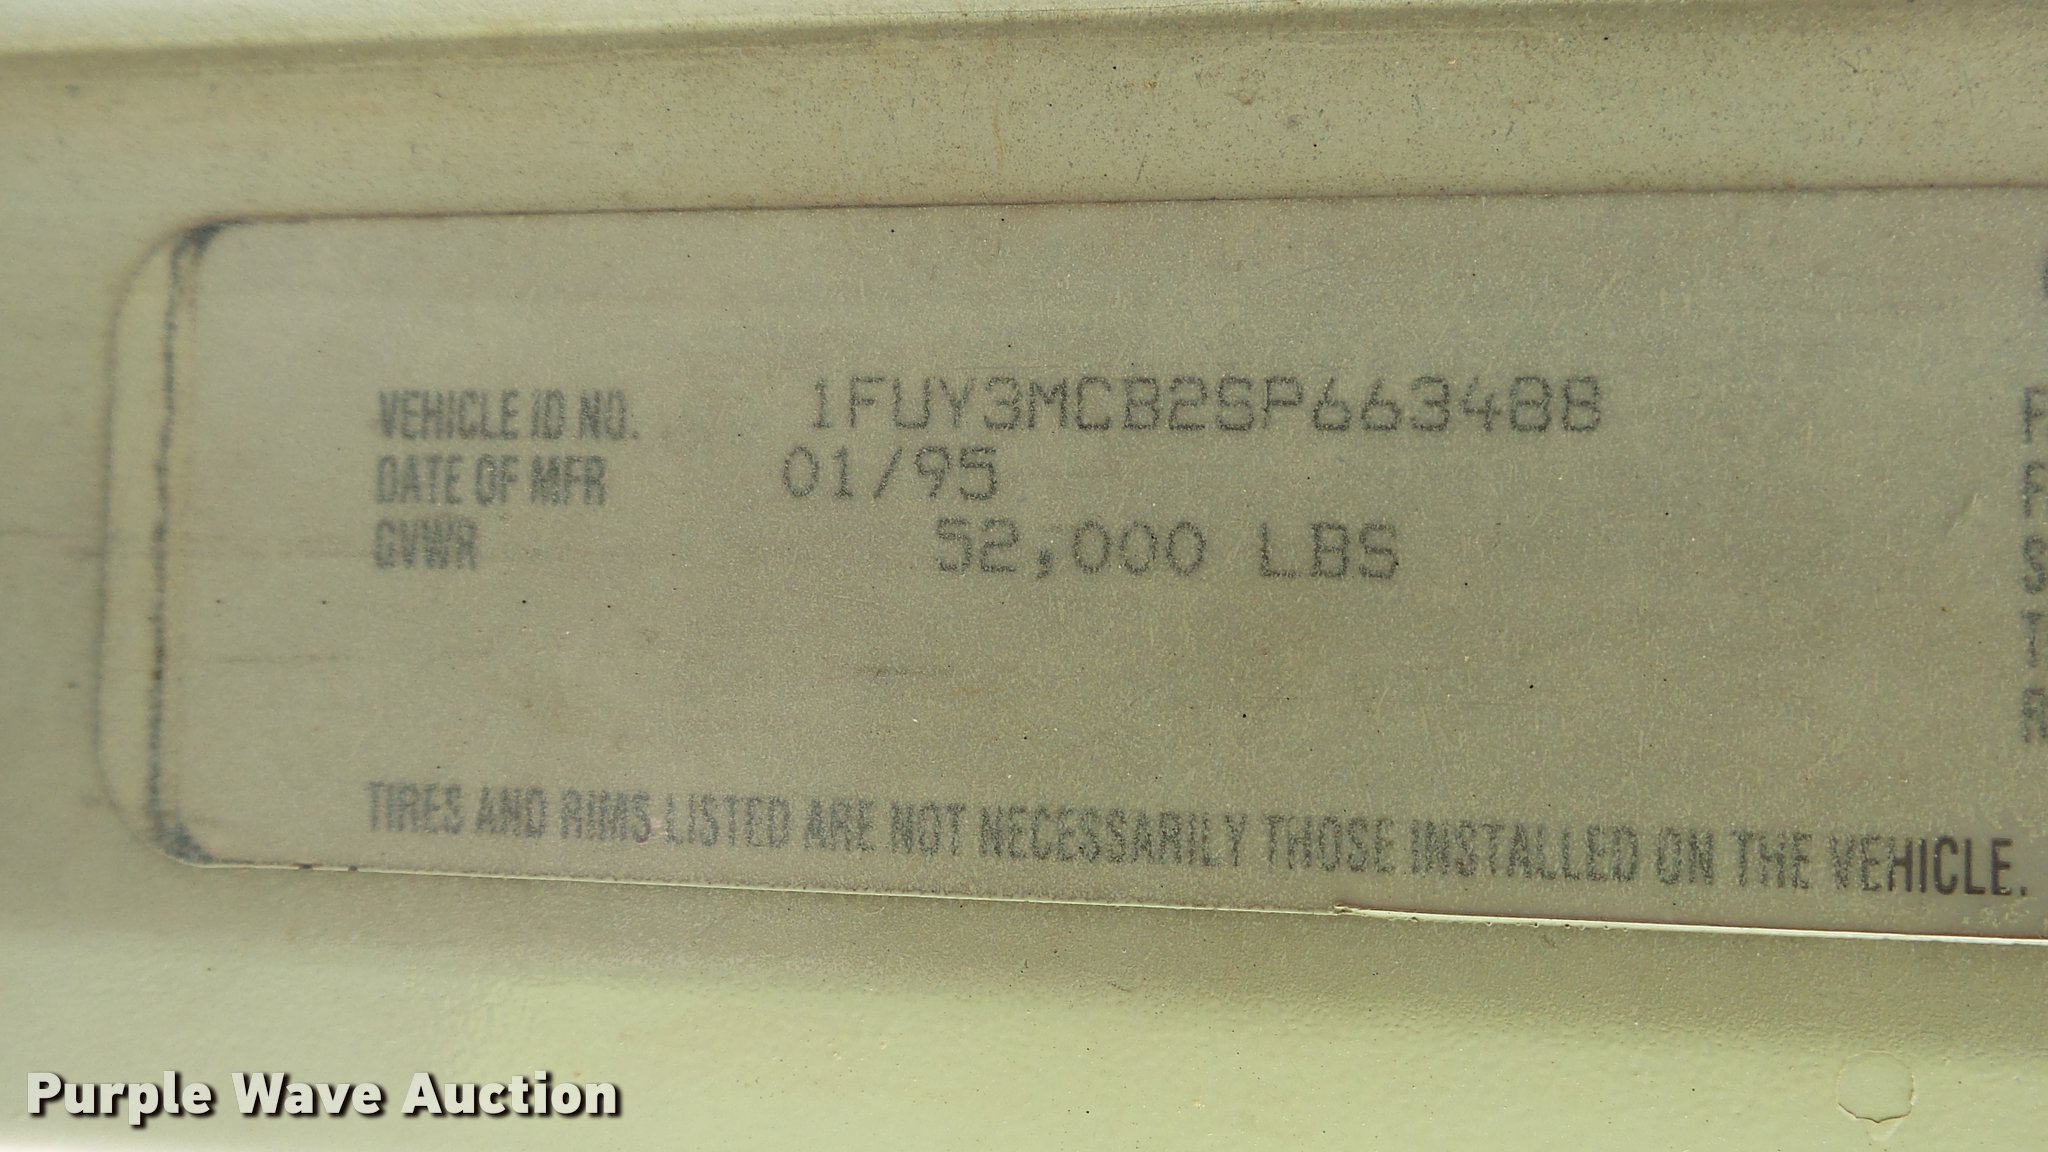 VEHICLE ID NO. 1FUY3MCB2SP663488
DATE OF MFR 01/95
GVWR 52,000 LBS
TIRES AND RIMS LISTED ARE NOT NECESSARILY THOSE INSTALLED ON THE VEHICLE.
Purple Wave Auction